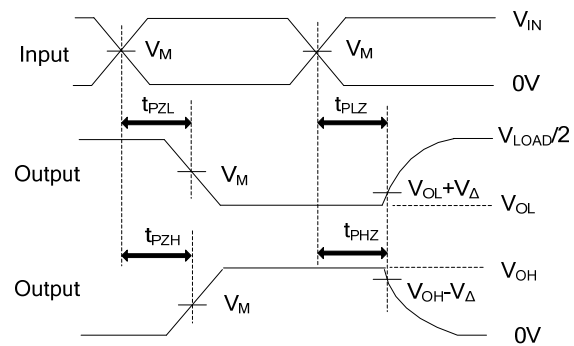 Input
V_M
V_M
V_IN
0V
t_PZL
t_PLZ
Output
V_M
V_LOAD/2
V_OL+V_Δ
V_OL
t_PZH
t_PHZ
Output
V_M
V_OH
V_OH-V_Δ
0V